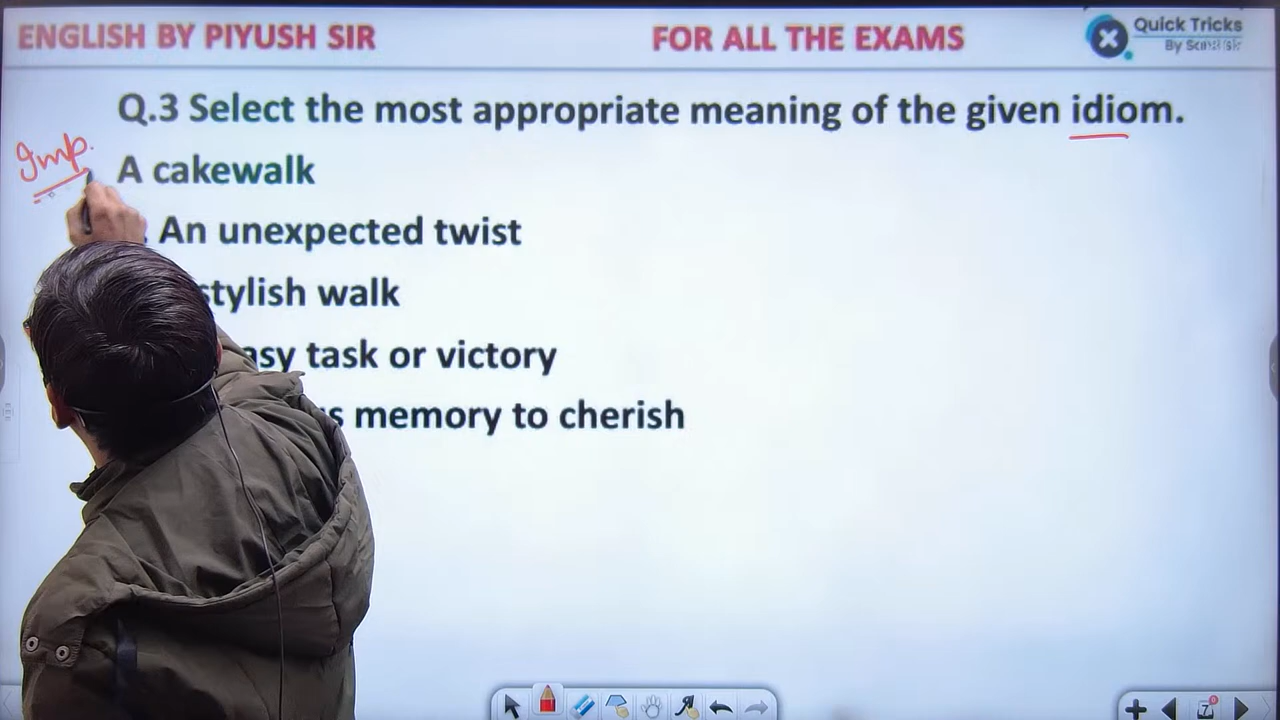 ENGLISH BY PIYUSH SIR
FOR ALL THE EXAMS
Quick Tricks
By
Q.3 Select the most appropriate meaning of the given idiom.
Imp.
A cakewalk
An unexpected twist
stylish walk
asy task or victory
memory to cherish